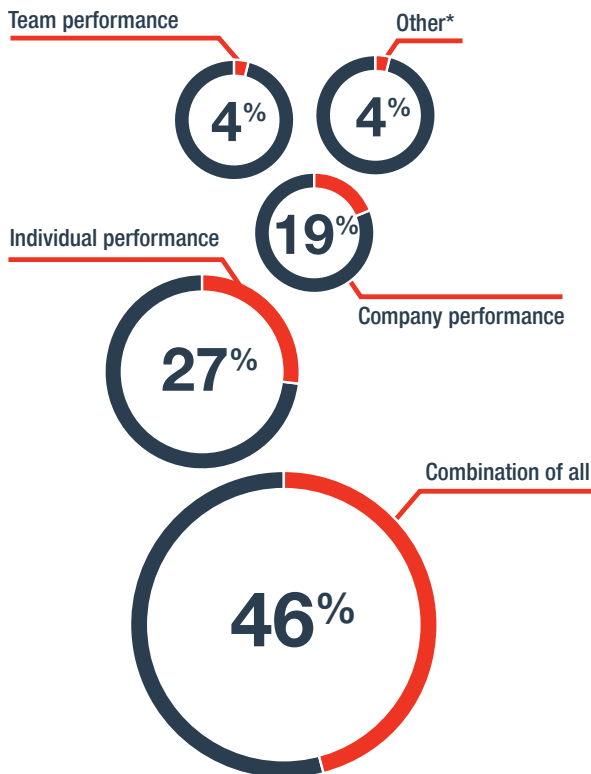 Team performance
Other*
4%
4%
19%
Individual performance
Company performance
27%
Combination of all
46%